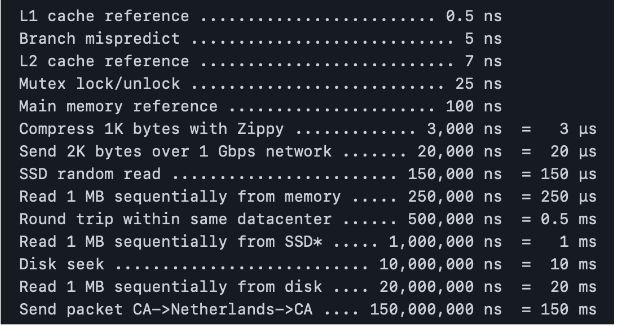 L1 cache reference ......................... 0.5 ns
Branch mispredict ............................ 5 ns
L2 cache reference ........................... 7 ns
Mutex lock/unlock ........................... 25 ns
Main memory reference ...................... 100 ns
Compress 1K bytes with Zippy ............. 3,000 ns = 3 µs
Send 2K bytes over 1 Gbps network ....... 20,000 ns = 20 µs
SSD random read ........................ 150,000 ns = 150 µs
Read 1 MB sequentially from memory ..... 250,000 ns = 250 µs
Round trip within same datacenter ...... 500,000 ns = 0.5 ms
Read 1 MB sequentially from SSD* ..... 1,000,000 ns = 1 ms
Disk seek ........................... 10,000,000 ns = 10 ms
Read 1 MB sequentially from disk .... 20,000,000 ns = 20 ms
Send packet CA->Netherlands->CA .... 150,000,000 ns = 150 ms